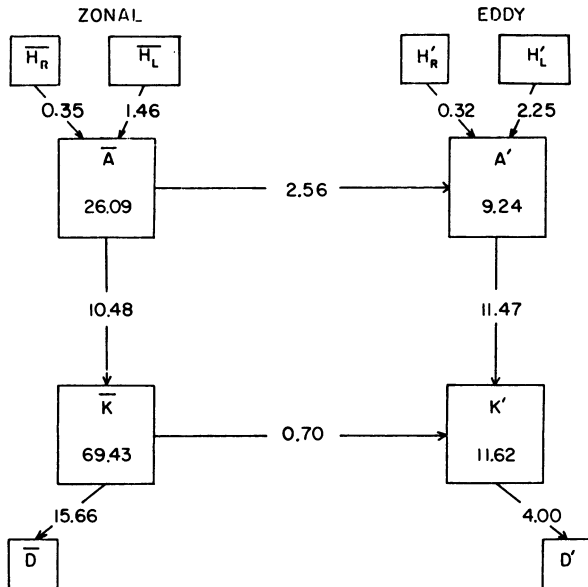 ZONAL EDDY
H̅R̅ H̅L̅ H′R H′L
0.35 1.46 0.32 2.25
A̅ A′
26.09 2.56 9.24
10.48 11.47
K̅ K′
69.43 0.70 11.62
15.66 4.00
D̅ D′